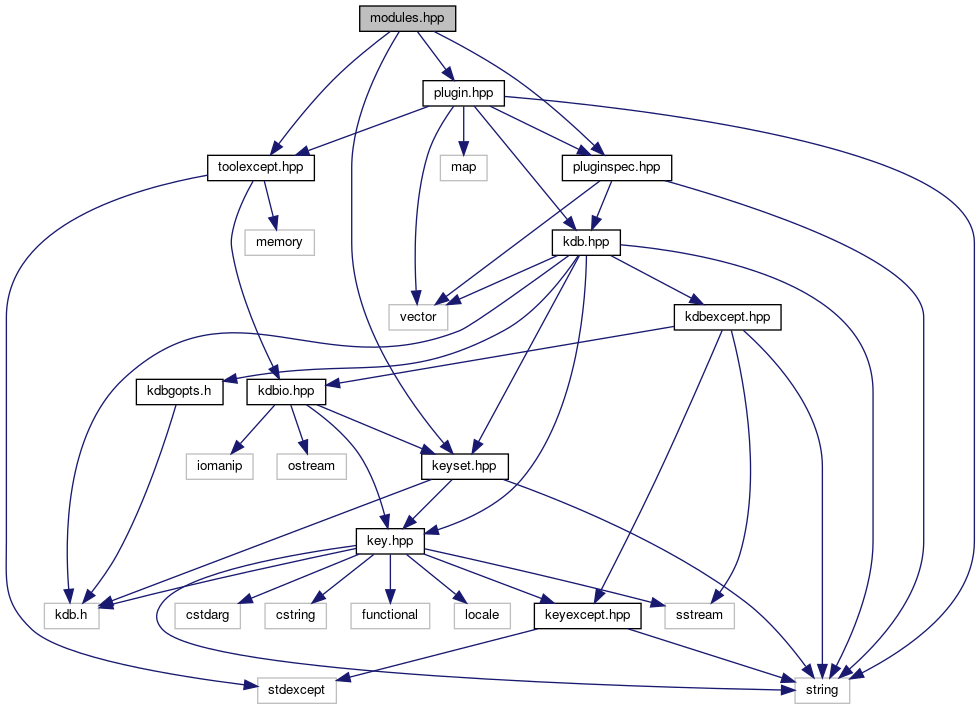 modules.hpp
plugin.hpp
toolexcept.hpp
map
pluginspec.hpp
memory
kdb.hpp
vector
kdbexcept.hpp
kdbgopts.h
kdbio.hpp
iomanip
ostream
keyset.hpp
key.hpp
kdb.h
cstdarg
cstring
functional
locale
keyexcept.hpp
sstream
stdexcept
string